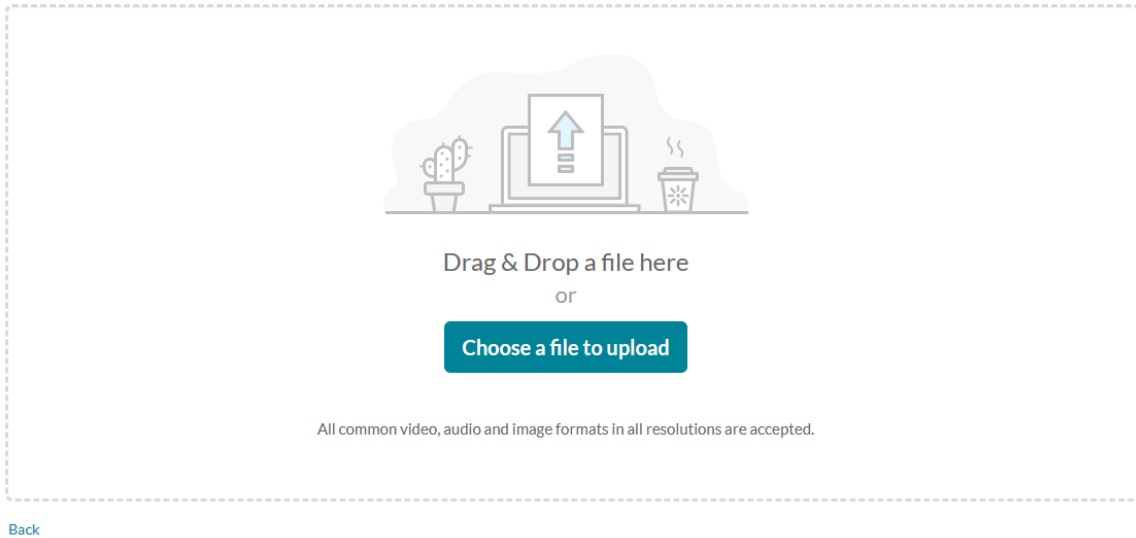 Drag & Drop a file here
or
Choose a file to upload
All common video, audio and image formats in all resolutions are accepted.
Back